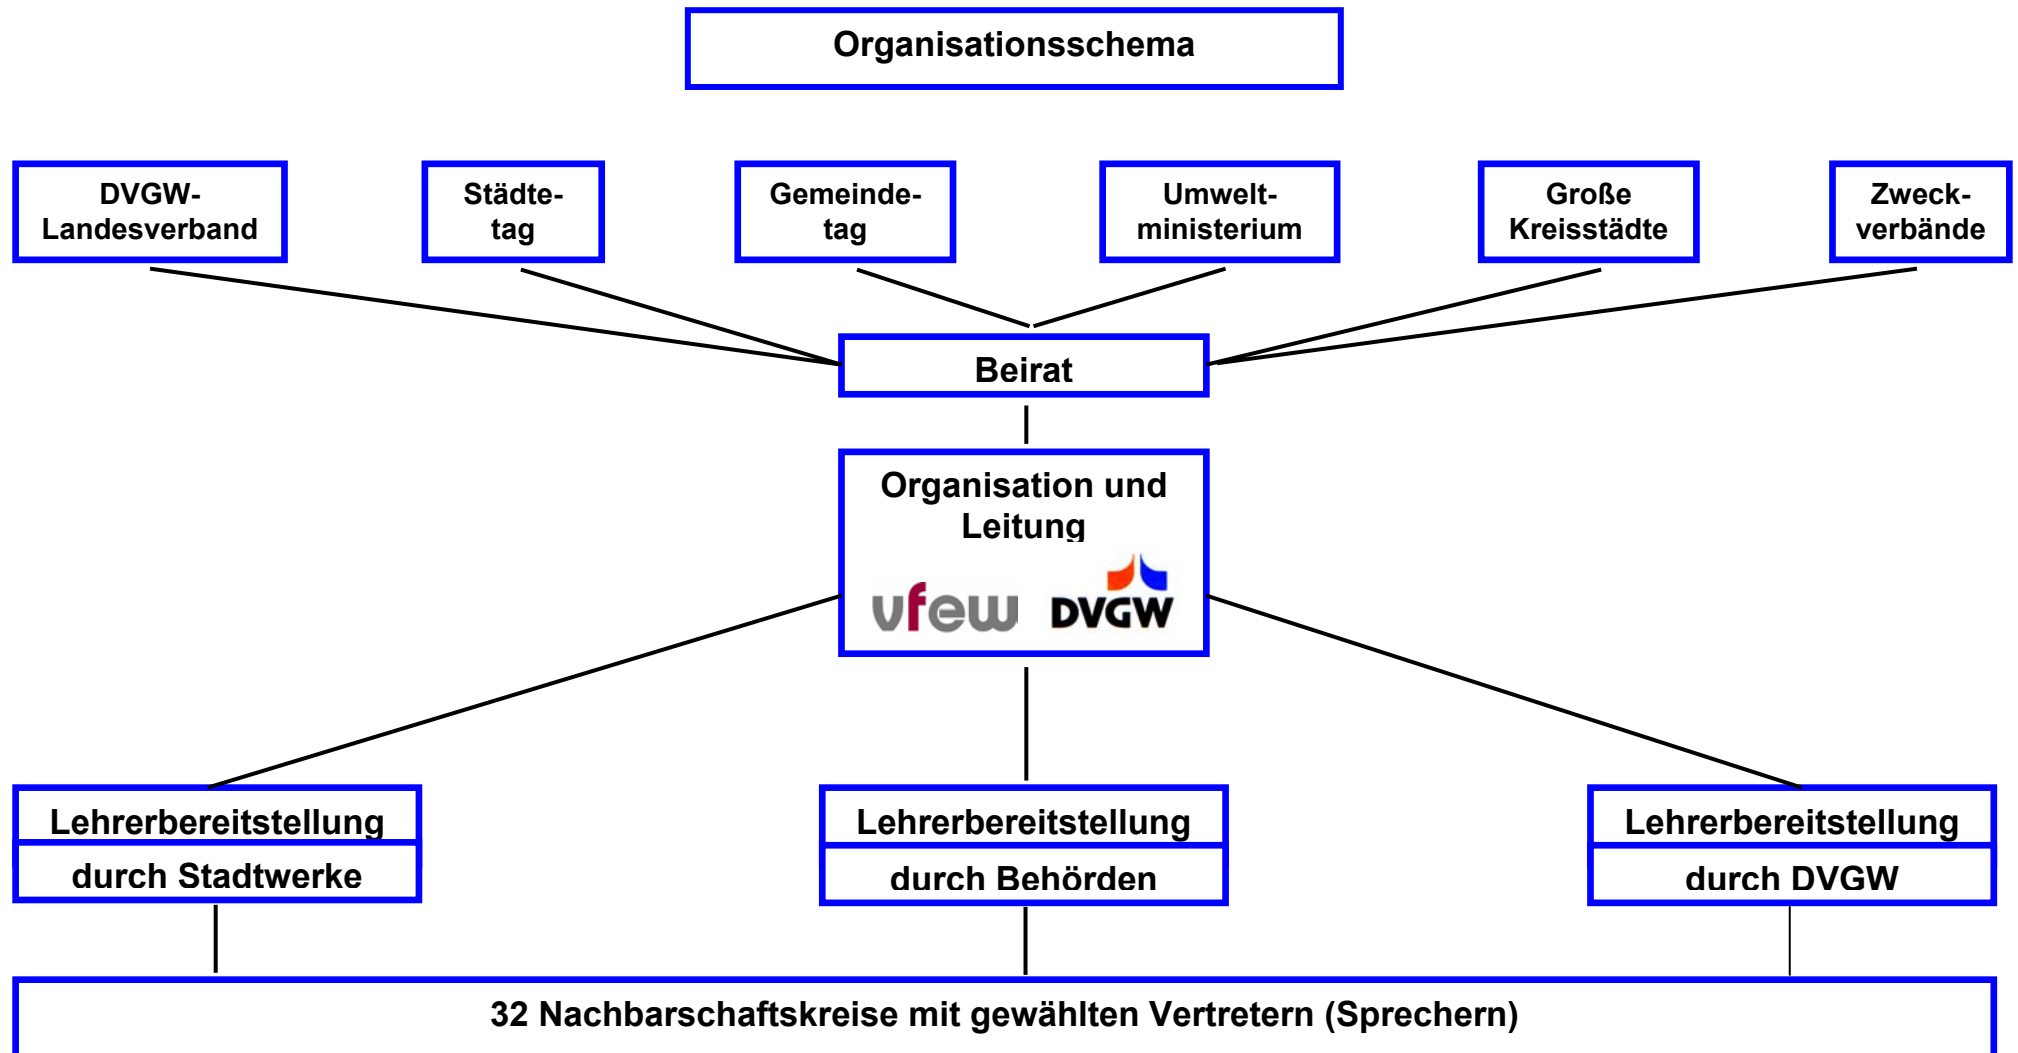 Organisationsschema
DVGW-
Landesverband
Städte-
tag
Gemeinde-
tag
Umwelt-
ministerium
Große
Kreisstädte
Zweck-
verbände
Beirat
Organisation und
Leitung
vfew DVGW
Lehrerbereitstellung
durch Stadtwerke
Lehrerbereitstellung
durch Behörden
Lehrerbereitstellung
durch DVGW
32 Nachbarschaftskreise mit gewählten Vertretern (Sprechern)